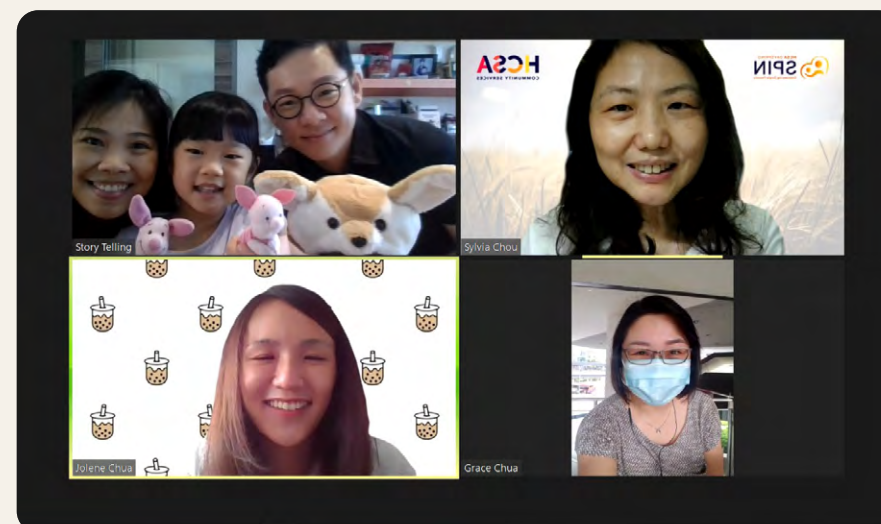 HCSA
COMMUNITY SERVICES
SPIN
Story Telling
Sylvia Chou
Jolene Chua
Grace Chua